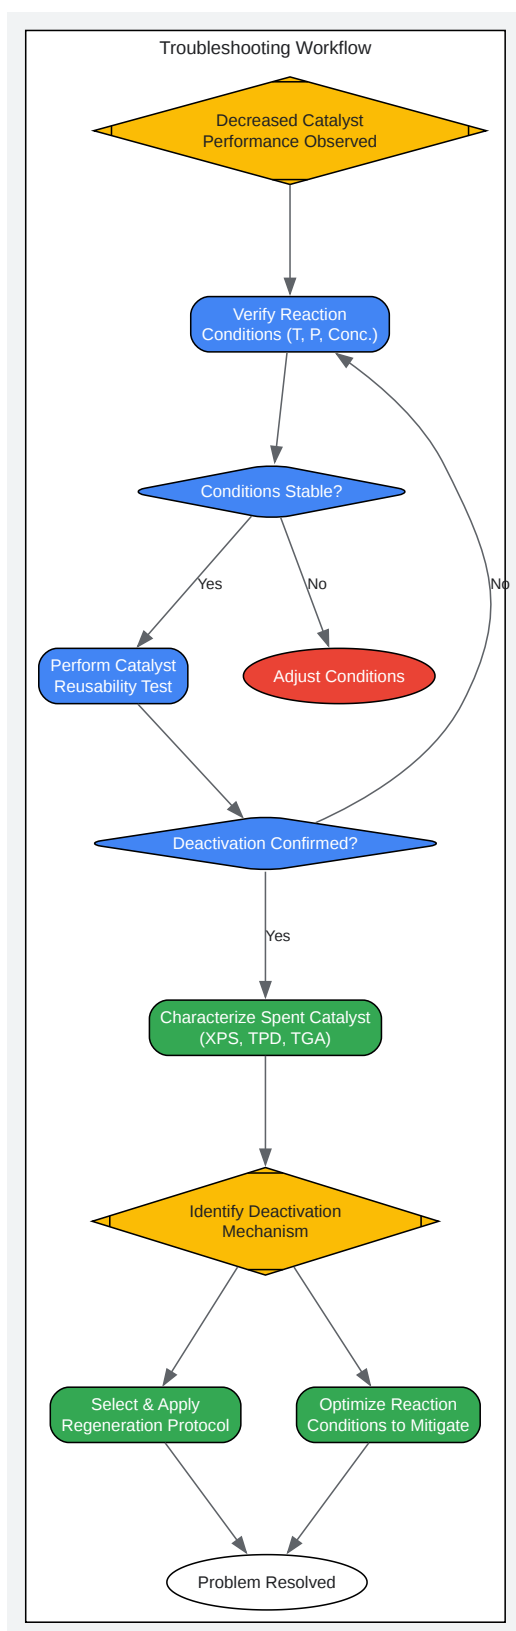 Troubleshooting Workflow
Decreased Catalyst
Performance Observed
Verify Reaction
Conditions (T, P, Conc.)
Conditions Stable?
Yes
No
No
Perform Catalyst
Reusability Test
Adjust Conditions
Deactivation Confirmed?
Yes
Characterize Spent Catalyst
(XPS, TPD, TGA)
Identify Deactivation
Mechanism
Select & Apply
Regeneration Protocol
Optimize Reaction
Conditions to Mitigate
Problem Resolved